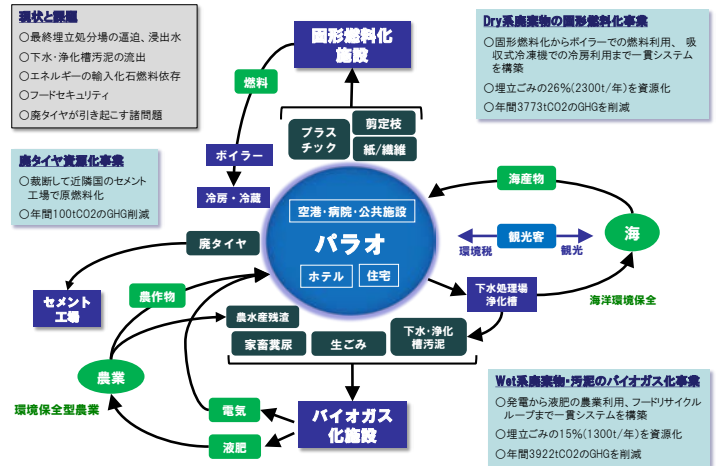 現状と課題
○最終埋立処分場の逼迫、浸出水
○下水・浄化槽汚泥の流出
○エネルギーの輸入化石燃料依存
○フードセキュリティ
○廃タイヤが引き起こす諸問題
固形燃料化
施設
Dry系廃棄物の固形燃料化事業
○固形燃料化からボイラーでの燃料利用、 吸
収式冷凍機での冷房利用まで一貫システム
を構築
○埋立ごみの26%(2300t/年)を資源化
○年間3773tCO2のGHGを削減
燃料
プラス
チック
剪定枝
紙/繊維
ボイラー
冷房・冷蔵
廃タイヤ資源化事業
○裁断して近隣国のセメント
工場で原燃料化
○年間100tCO2のGHG削減
海産物
空港・病院・公共施設
パラオ
ホテル
住宅
環境税
観光客
観光
海
廃タイヤ
セメント
工場
農作物
下水処理場
浄化槽
海洋環境保全
農水産残渣
家畜糞尿
生ごみ
下水・浄化
槽汚泥
農業
環境保全型農業
電気
液肥
バイオガス
化施設
Wet系廃棄物・汚泥のバイオガス化事業
○発電から液肥の農業利用、フードリサイクル
ループまで一貫システムを構築
○埋立ごみの15%(1300t/年)を資源化
○年間3922tCO2のGHGを削減